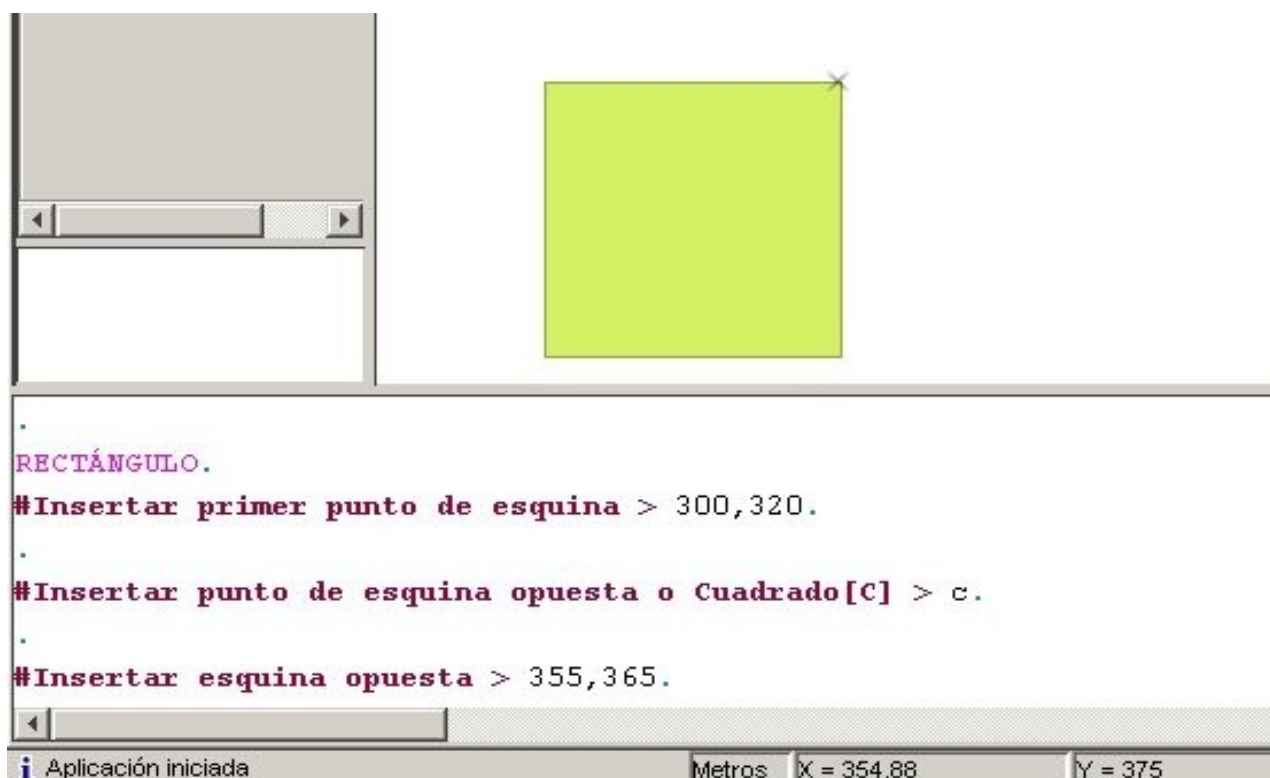 .
RECTÁNGULO.
#Insertar primer punto de esquina > 300,320.
.
#Insertar punto de esquina opuesta o Cuadrado[C] > c.
.
#Insertar esquina opuesta > 355,365.
i Aplicación iniciada Metros X = 354.88 Y = 375